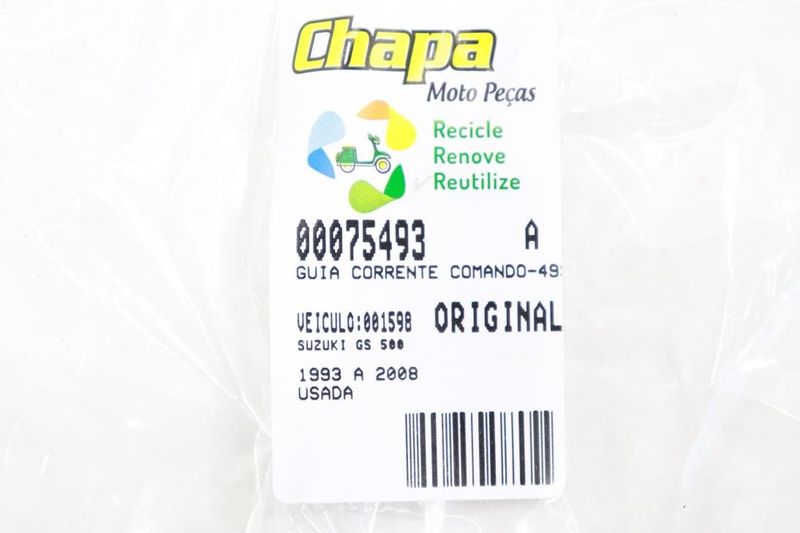 Chapa
Moto Peças
Recicle
Renove
Reutilize
00075493 A
GUIA CORRENTE COMANDO-49
VEICULO:001598 ORIGINAL
SUZUKI GS 500
1993 A 2008
USADA